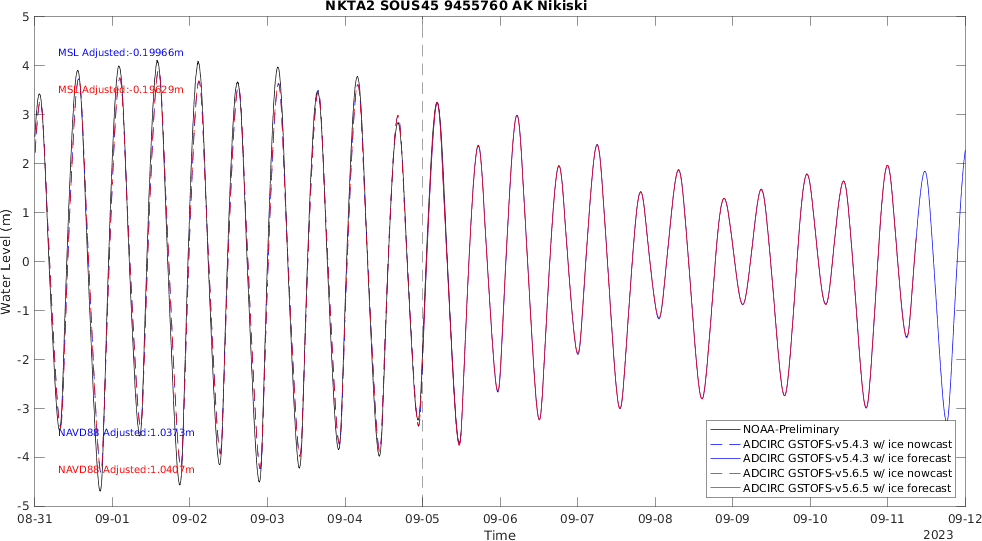 NKTA2 SOUS45 9455760 AK Nikiski
5
4
3
2
1
0
-1
-2
-3
-4
-5
Water Level (m)
MSL Adjusted:-0.19966m
MSL Adjusted:-0.19629m
NAVD88 Adjusted:1.0373m
NAVD88 Adjusted:1.0407m
NOAA-Preliminary
ADCIRC GSTOFS-v5.4.3 w/ ice nowcast
ADCIRC GSTOFS-v5.4.3 w/ ice forecast
ADCIRC GSTOFS-v5.6.5 w/ ice nowcast
ADCIRC GSTOFS-v5.6.5 w/ ice forecast
08-31 09-01 09-02 09-03 09-04 09-05 09-06 09-07 09-08 09-09 09-10 09-11 09-12
Time
2023